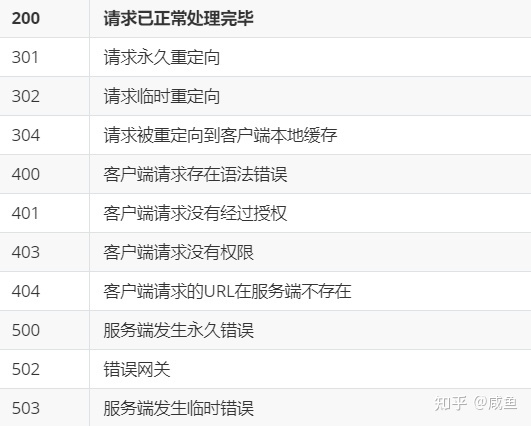 200 请求已正常处理完毕
301 请求永久重定向
302 请求临时重定向
304 请求被重定向到客户端本地缓存
400 客户端请求存在语法错误
401 客户端请求没有经过授权
403 客户端请求没有权限
404 客户端请求的URL在服务端不存在
500 服务端发生永久错误
502 错误网关
503 服务端发生临时错误
知乎 @咸鱼